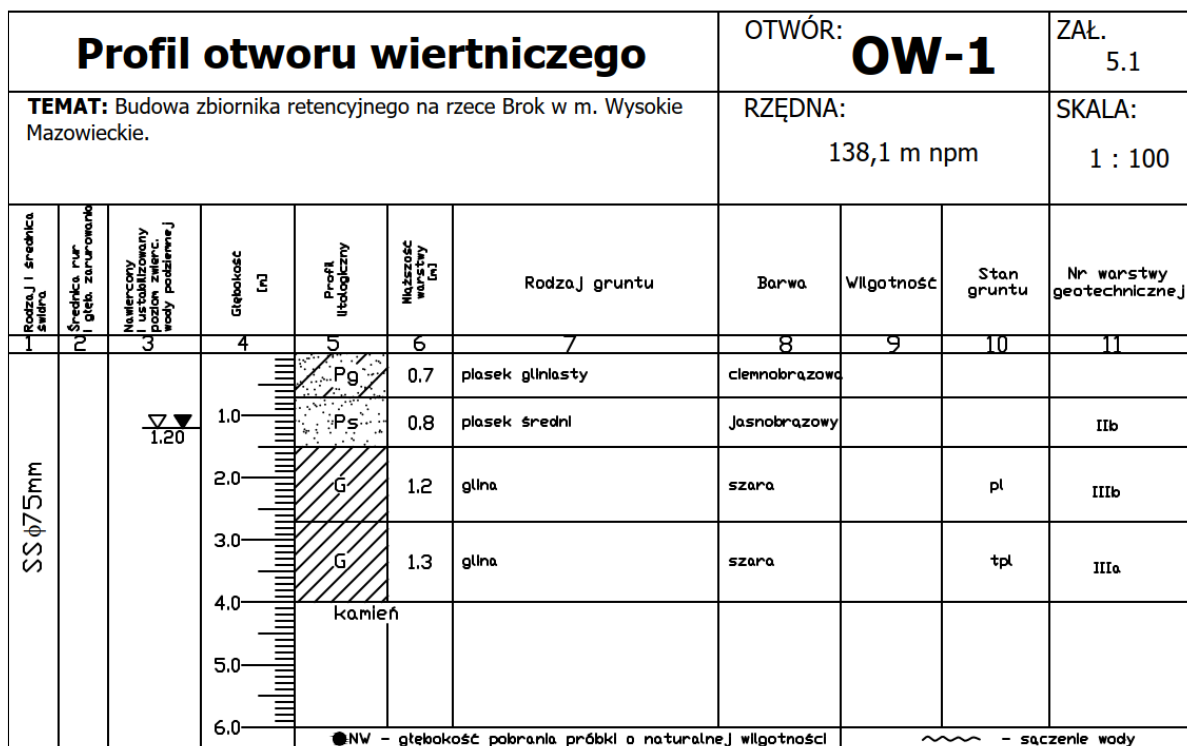 Profil otworu wiertniczego
OTWÓR:
OW-1
ZAŁ.
5.1
TEMAT: Budowa zbiornika retencyjnego na rzece Brok w m. Wysokie
Mazowieckie.
RZĘDNA:
138,1 m npm
SKALA:
1 : 100
Rodzaj i średnica
świdra
Średnica rur
i głęb. zarurowania
Nawiercony
i ustabilizowany
poziom zwierc.
wody podziemnej
Głębokość
[m]
Profil
litologiczny
Miąższość
warstwy
[m]
Rodzaj gruntu
Barwa
Wilgotność
Stan
gruntu
Nr warstwy
geotechnicznej
1 2 3 4 5 6 7 8 9 10 11
SSϕ75mm
Pg 0.7 piasek gliniasty ciemnobrązowa
1.0
1.20
Ps 0.8 piasek średni jasnobrązowy IIb
2.0
G 1.2 glina szara pl IIIb
3.0
G 1.3 glina szara tpl IIIa
4.0
kamień
5.0
6.0
NW - głębokość pobrania próbki o naturalnej wilgotności
- sączenie wody